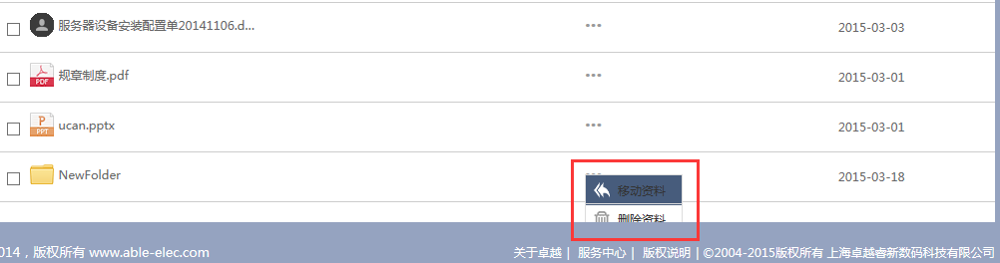 服务器设备安装配置单20141106.d... ••• 2015-03-03
规章制度.pdf ••• 2015-03-01
PDF
ucan.pptx ••• 2015-03-01
PPT
NewFolder 2015-03-18
移动资料
删除资料
014，版权所有 www.able-elec.com 关于卓越 | 服务中心 | 版权说明 | ©2004-2015版权所有 上海卓越睿新数码科技有限公司